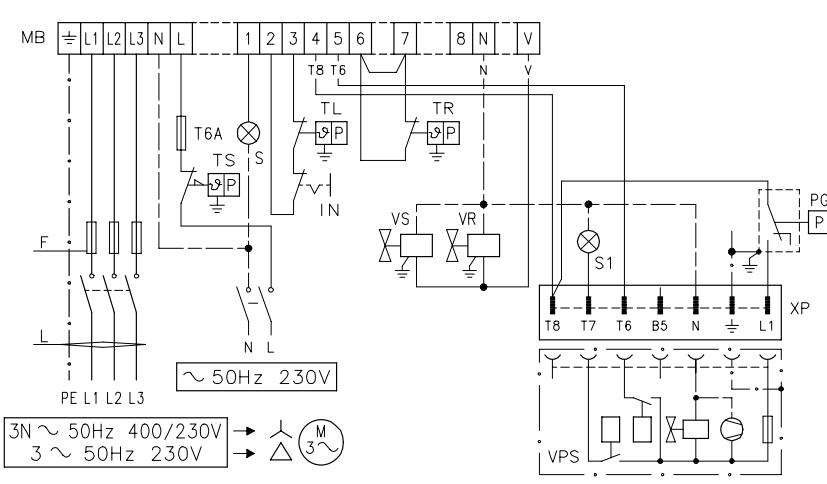 MB ⏚ L1 L2 L3 N L 1 2 3 4 5 6 7 8 N V
T8 T6 N V
T6A S TL ϑ P TR ϑ P
TS ϑ P
IN
PG
P
VS VR
F
S1
XP
T8 T7 T6 B5 N ⏚ L1
L
N L
∼ 50Hz 230V
PE L1 L2 L3
VPS
3N ∼ 50Hz 400/230V
3 ∼ 50Hz 230V
M
3∼